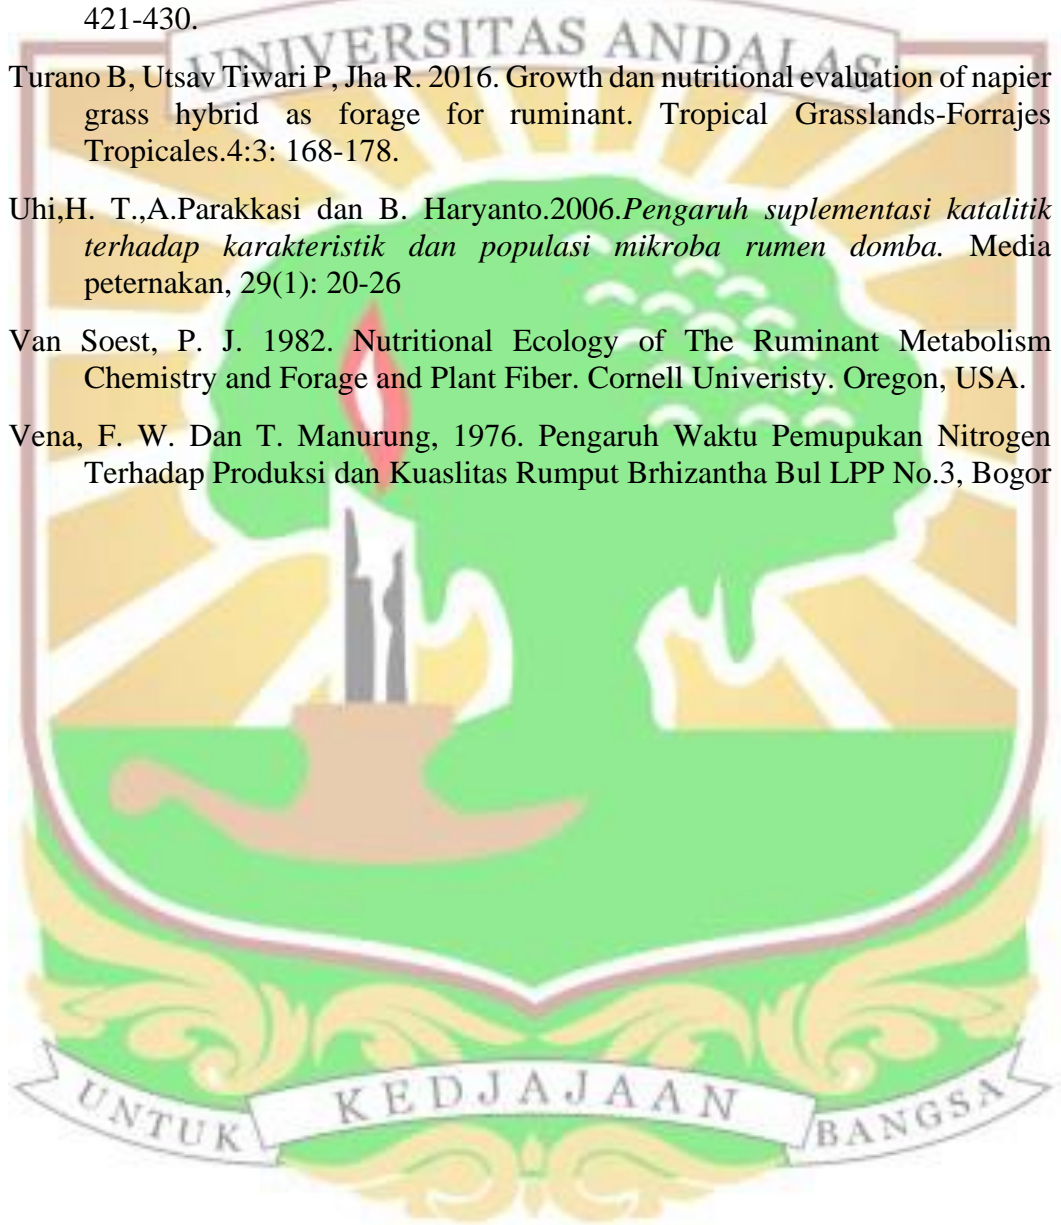 421-430.
UNIVERSITAS ANDALAS
Turano B, Utsav Tiwari P, Jha R. 2016. Growth dan nutritional evaluation of napier
grass hybrid as forage for ruminant. Tropical Grasslands-Forrajes
Tropicales.4:3: 168-178.
Uhi,H. T.,A.Parakkasi dan B. Haryanto.2006.Pengaruh suplementasi katalitik
terhadap karakteristik dan populasi mikroba rumen domba. Media
peternakan, 29(1): 20-26
Van Soest, P. J. 1982. Nutritional Ecology of The Ruminant Metabolism
Chemistry and Forage and Plant Fiber. Cornell Univeristy. Oregon, USA.
Vena, F. W. Dan T. Manurung, 1976. Pengaruh Waktu Pemupukan Nitrogen
Terhadap Produksi dan Kuaslitas Rumput Brhizantha Bul LPP No.3, Bogor
UNTUK KEDJAJAAN BANGSA